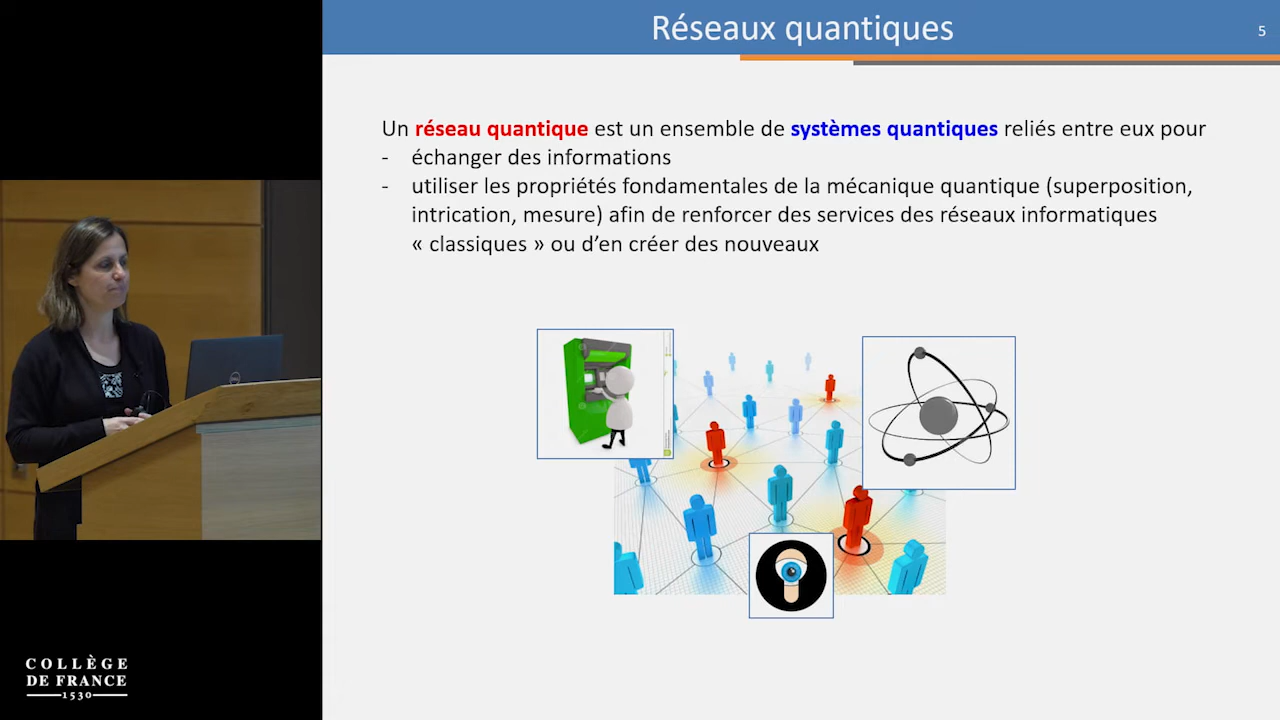 Réseaux quantiques
5
Un réseau quantique est un ensemble de systèmes quantiques reliés entre eux pour
- échanger des informations
- utiliser les propriétés fondamentales de la mécanique quantique (superposition,
intrication, mesure) afin de renforcer des services des réseaux informatiques
« classiques » ou d’en créer des nouveaux
COLLÈGE
DE FRANCE
1530